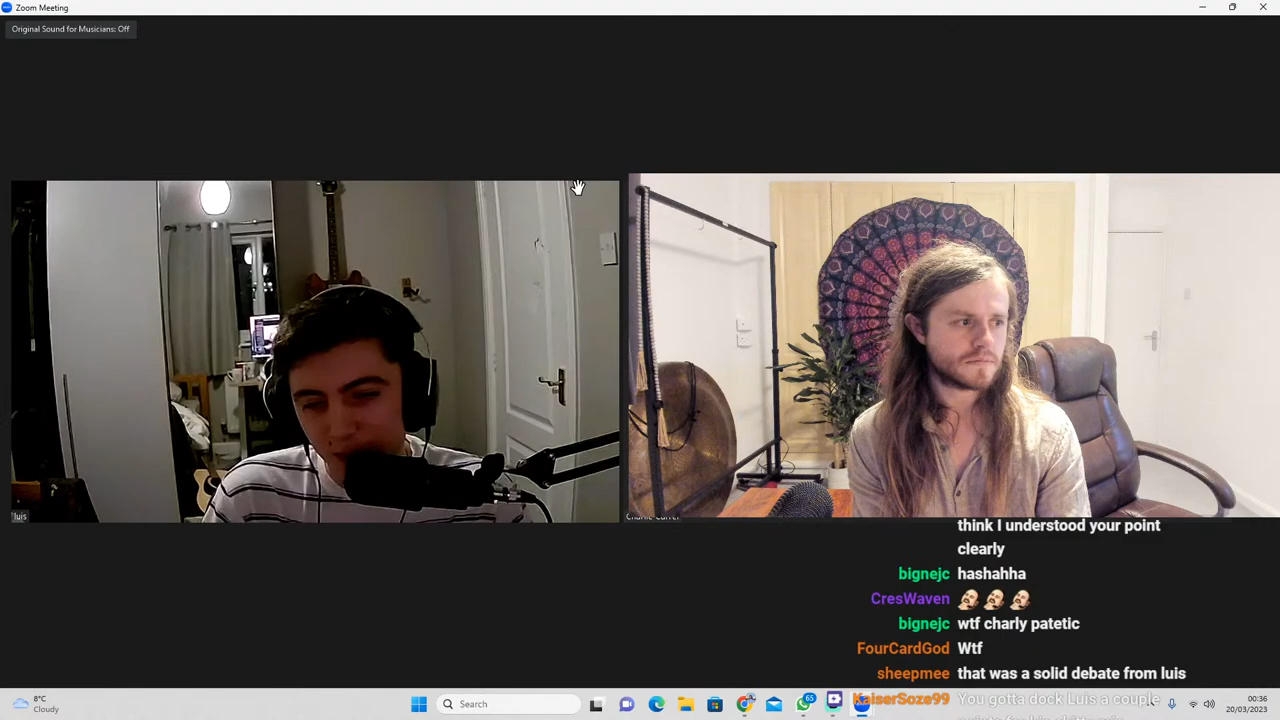 Zoom Meeting
Original Sound for Musicians: Off
luis
think I understood your point
clearly
bignejc hashahha
CresWaven
bignejc wtf charly patetic
FourCardGod Wtf
sheepmee that was a solid debate from luis
KaiserSoze99 You gotta dock Luis a couple
8°C
Cloudy
Search
65
00:36
20/03/2023